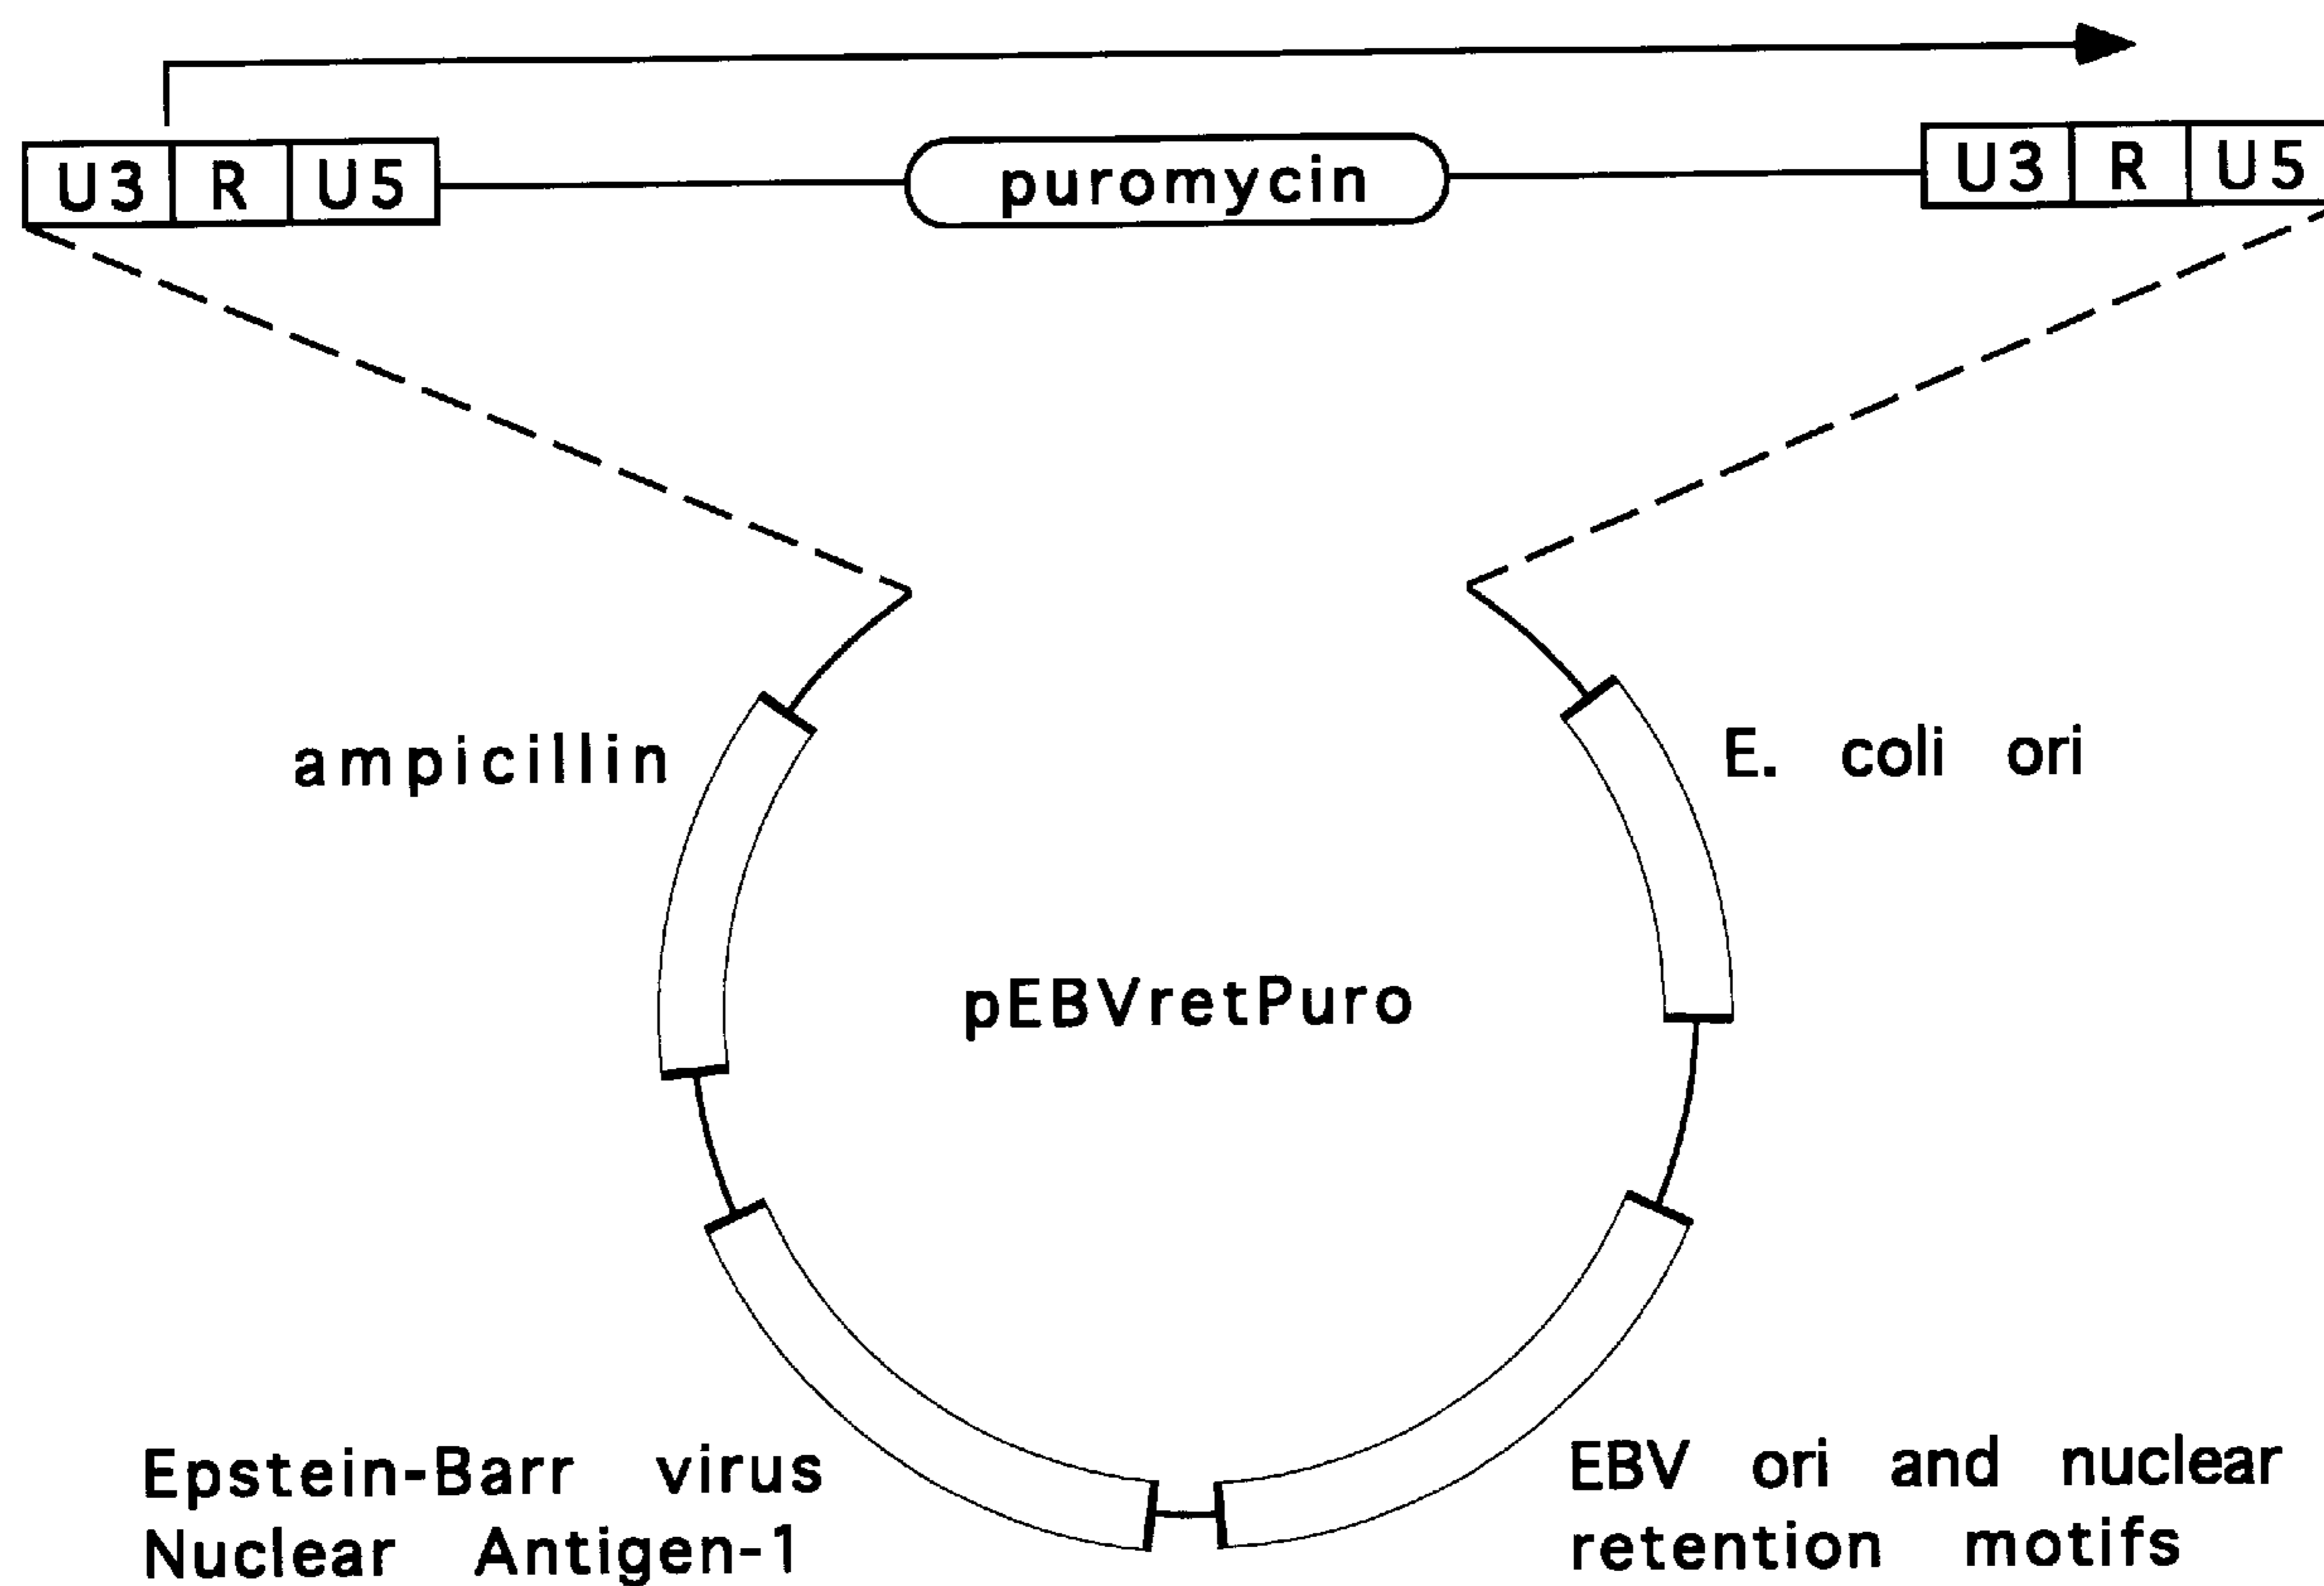 U3 R U5 puromycin U3 R U5
ampicillin
E. coli ori
pEBVretPuro
Epstein-Barr virus
Nuclear Antigen-1
EBV ori and nuclear
retention motifs